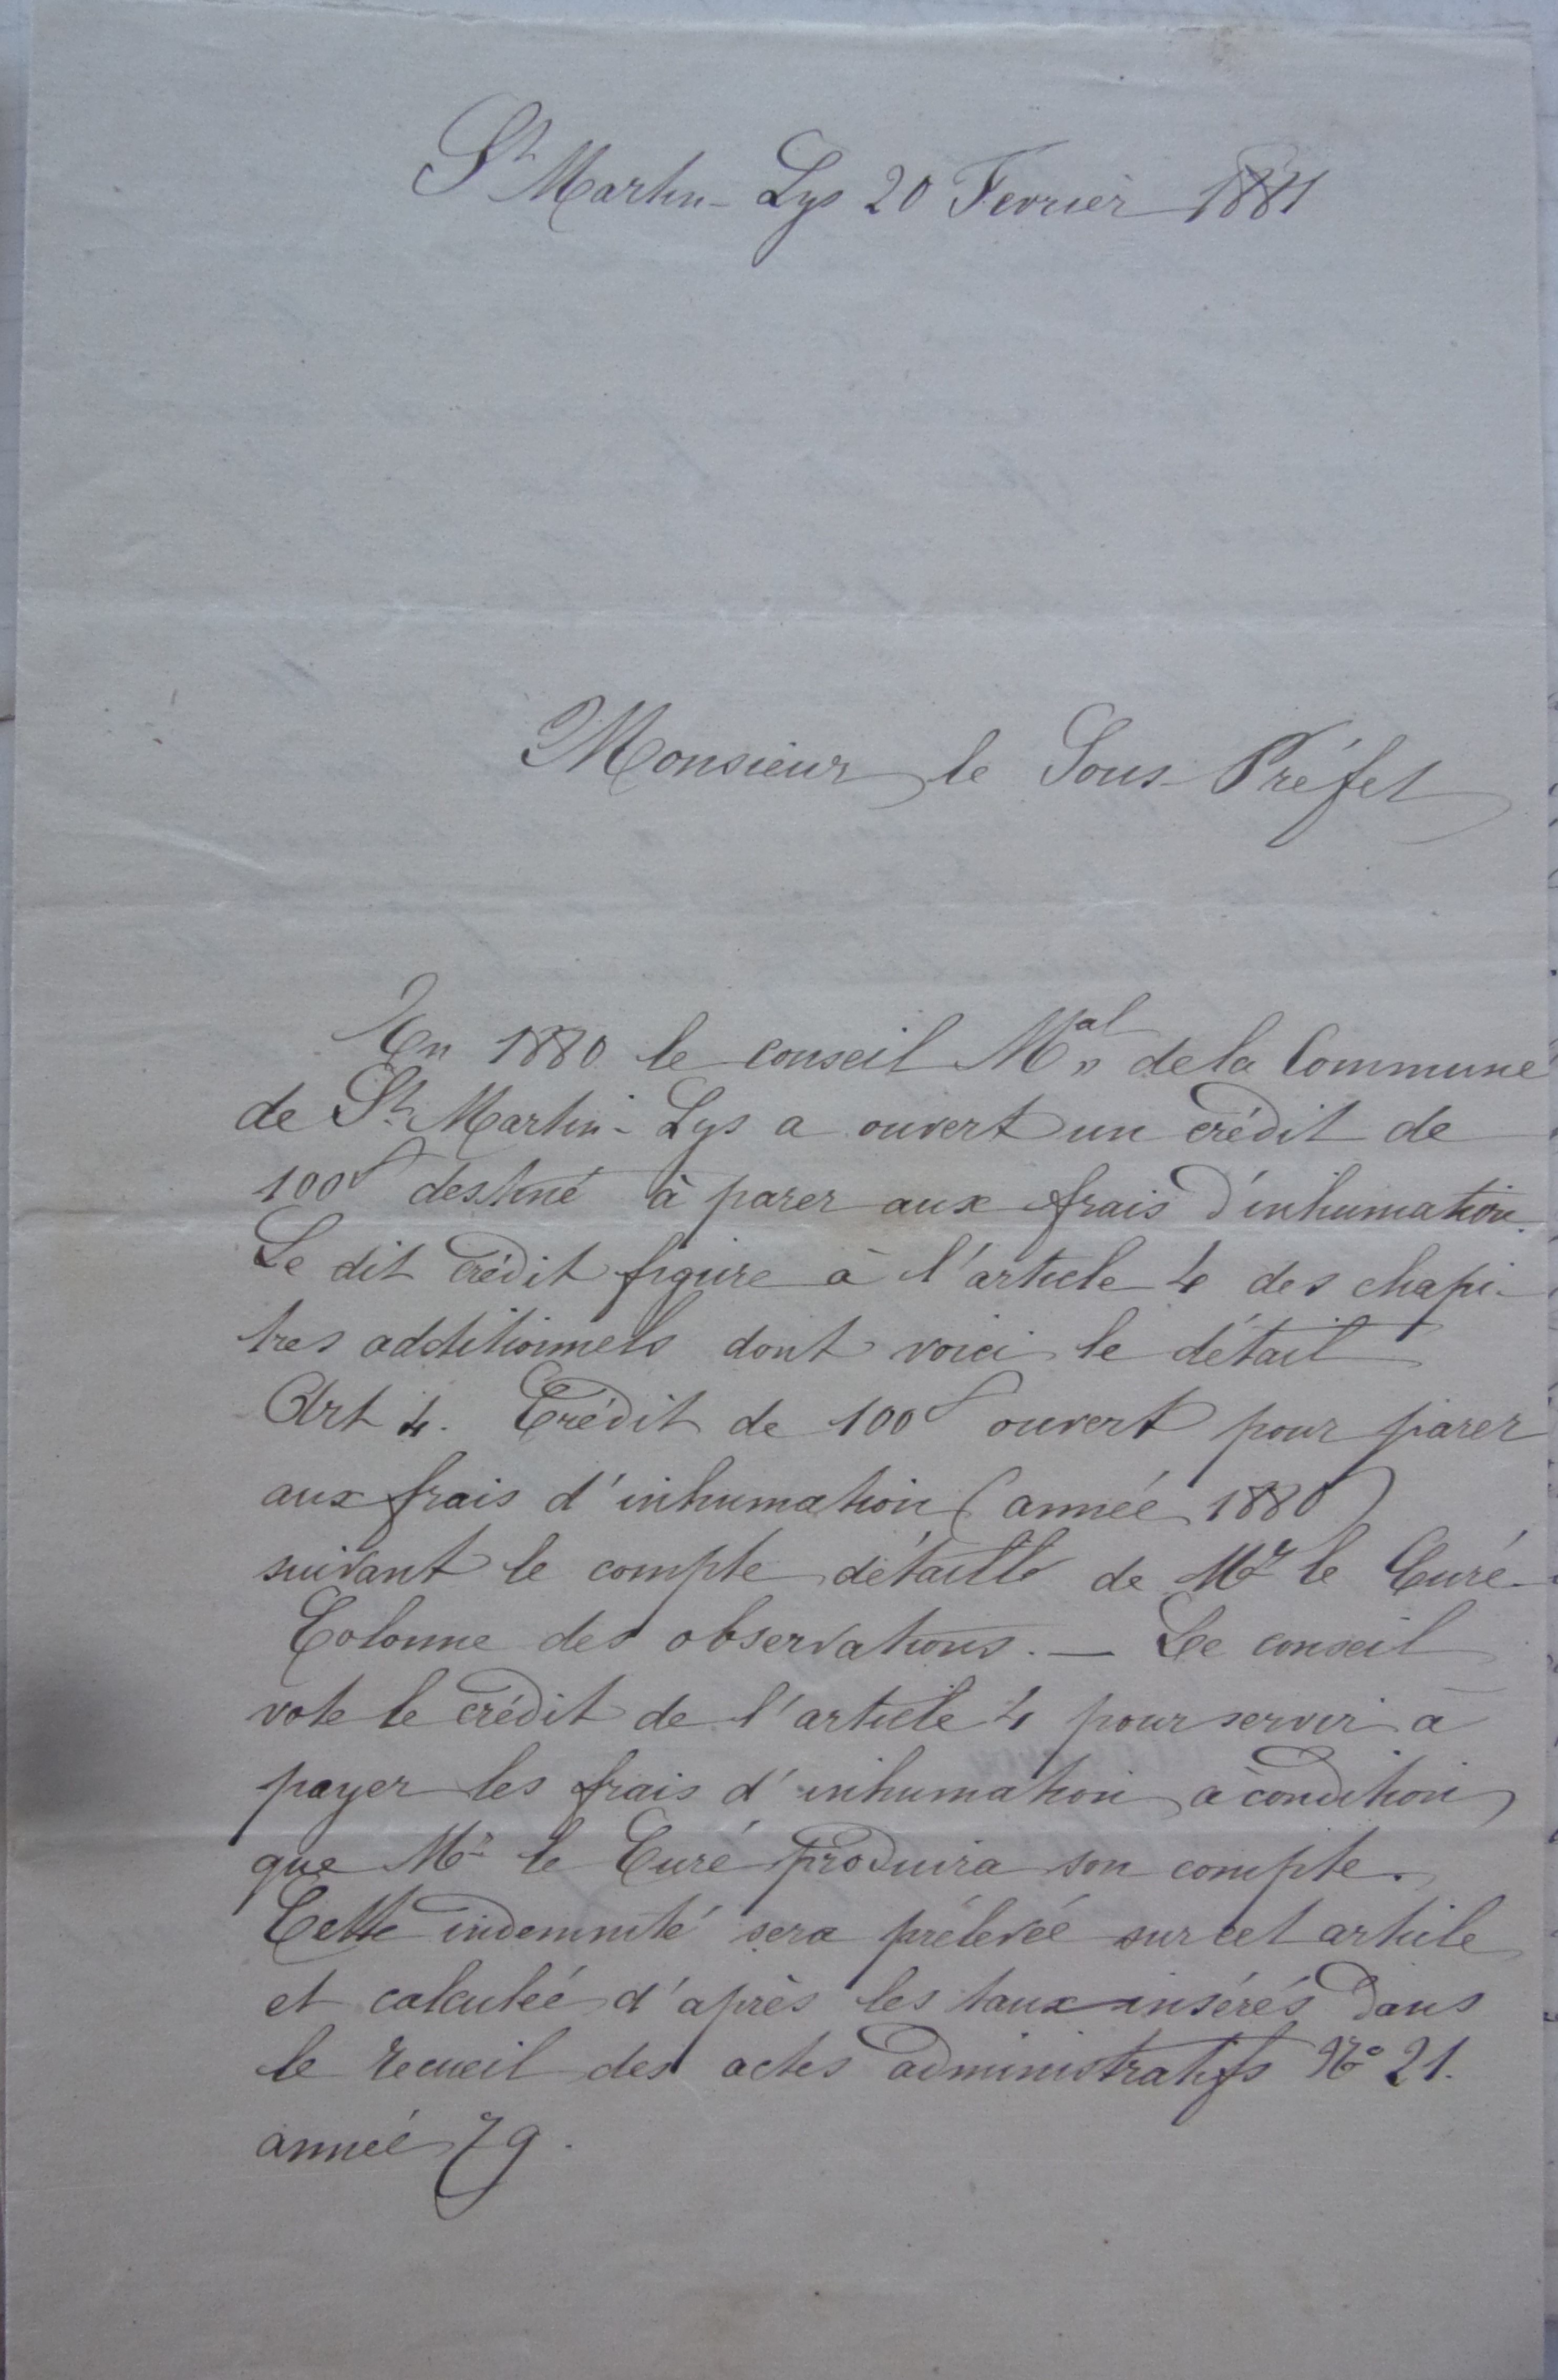 St Martin-Lys 20 Fevrier 1881
Monsieur le Sous-Préfet
En 1880 le conseil Mal de la Commune
de St Martin-Lys a ouvert un crédit de
100f destiné à parer aux frais d'inhumation.
Le dit crédit figure à l'article 4 des chapi-
tres additionnels dont voici le détail
Art 4. Crédit de 100f ouvert pour parer
aux frais d'inhumation (année 1880)
suivant le compte détaillé de Mr le Curé
Colonne des observations. — Le conseil
vote le crédit de l'article 4 pour servir à
payer les frais d'inhumation à condition
que Mr le Curé produira son compte.
Cette indemnité sera prélevée sur cet article
et calculée d'après les taux insérés dans
le recueil des actes administratifs No 21.
année 79.